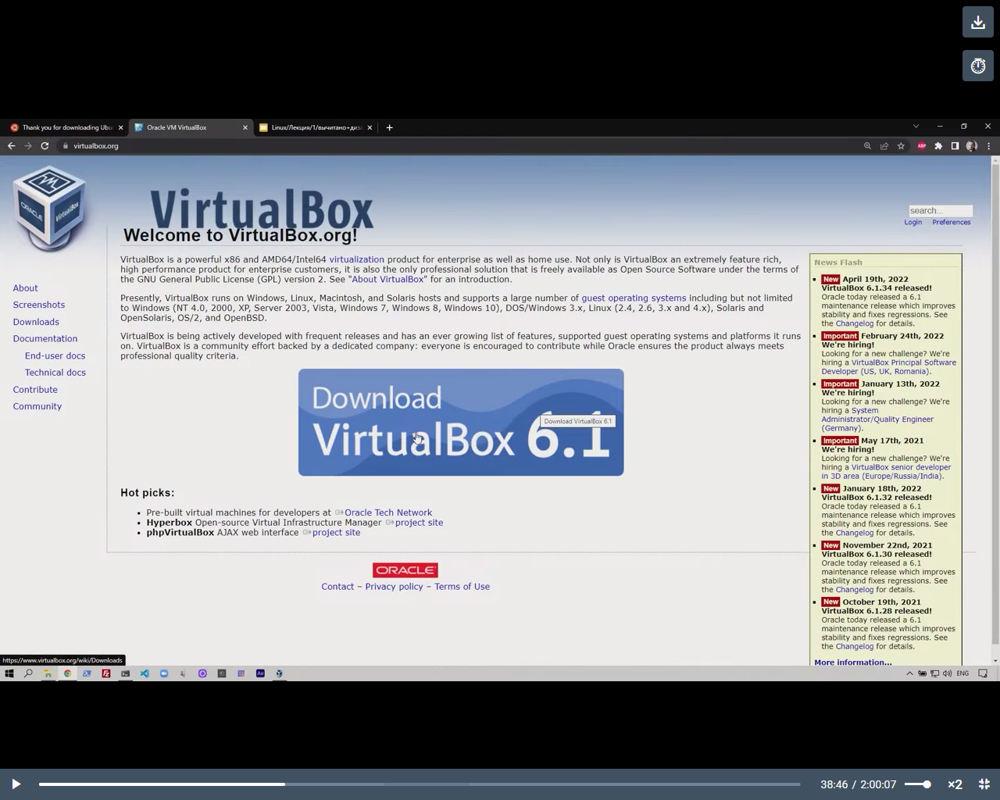 Thank you for downloading Ubu
Oracle VM VirtualBox
Linux/Лекция/1/вычитано+диза
virtualbox.org
ABP
ORACLE
VirtualBox
VirtualBox
search...
Login Preferences
Welcome to VirtualBox.org!
VirtualBox is a powerful x86 and AMD64/Intel64 virtualization product for enterprise as well as home use. Not only is VirtualBox an extremely feature rich,
high performance product for enterprise customers, it is also the only professional solution that is freely available as Open Source Software under the terms of
the GNU General Public License (GPL) version 2. See "About VirtualBox" for an introduction.
Presently, VirtualBox runs on Windows, Linux, Macintosh, and Solaris hosts and supports a large number of guest operating systems including but not limited
to Windows (NT 4.0, 2000, XP, Server 2003, Vista, Windows 7, Windows 8, Windows 10), DOS/Windows 3.x, Linux (2.4, 2.6, 3.x and 4.x), Solaris and
OpenSolaris, OS/2, and OpenBSD.
VirtualBox is being actively developed with frequent releases and has an ever growing list of features, supported guest operating systems and platforms it runs
on. VirtualBox is a community effort backed by a dedicated company: everyone is encouraged to contribute while Oracle ensures the product always meets
professional quality criteria.
About
Screenshots
Downloads
Documentation
End-user docs
Technical docs
Contribute
Community
Download
VirtualBox 6.1
Download VirtualBox 6.1
Hot picks:
Pre-built virtual machines for developers at Oracle Tech Network
Hyperbox Open-source Virtual Infrastructure Manager project site
phpVirtualBox AJAX web interface project site
ORACLE
Contact – Privacy policy – Terms of Use
News Flash
New April 19th, 2022
VirtualBox 6.1.34 released!
Oracle today released a 6.1
maintenance release which improves
stability and fixes regressions. See
the Changelog for details.
Important February 24th, 2022
We're hiring!
Looking for a new challenge? We're
hiring a VirtualBox Principal Software
Developer (US, UK, Romania).
Important January 13th, 2022
We're hiring!
Looking for a new challenge? We're
hiring a System
Administrator/Quality Engineer
(Germany).
Important May 17th, 2021
We're hiring!
Looking for a new challenge? We're
hiring a VirtualBox senior developer
in 3D area (Europe/Russia/India).
New January 18th, 2022
VirtualBox 6.1.32 released!
Oracle today released a 6.1
maintenance release which improves
stability and fixes regressions. See
the Changelog for details.
New November 22nd, 2021
VirtualBox 6.1.30 released!
Oracle today released a 6.1
maintenance release which improves
stability and fixes regressions. See
the Changelog for details.
New October 19th, 2021
VirtualBox 6.1.28 released!
Oracle today released a 6.1
maintenance release which improves
stability and fixes regressions. See
the Changelog for details.
More information...
https://www.virtualbox.org/wiki/Downloads
Au
ENG
38:46 / 2:00:07
×2